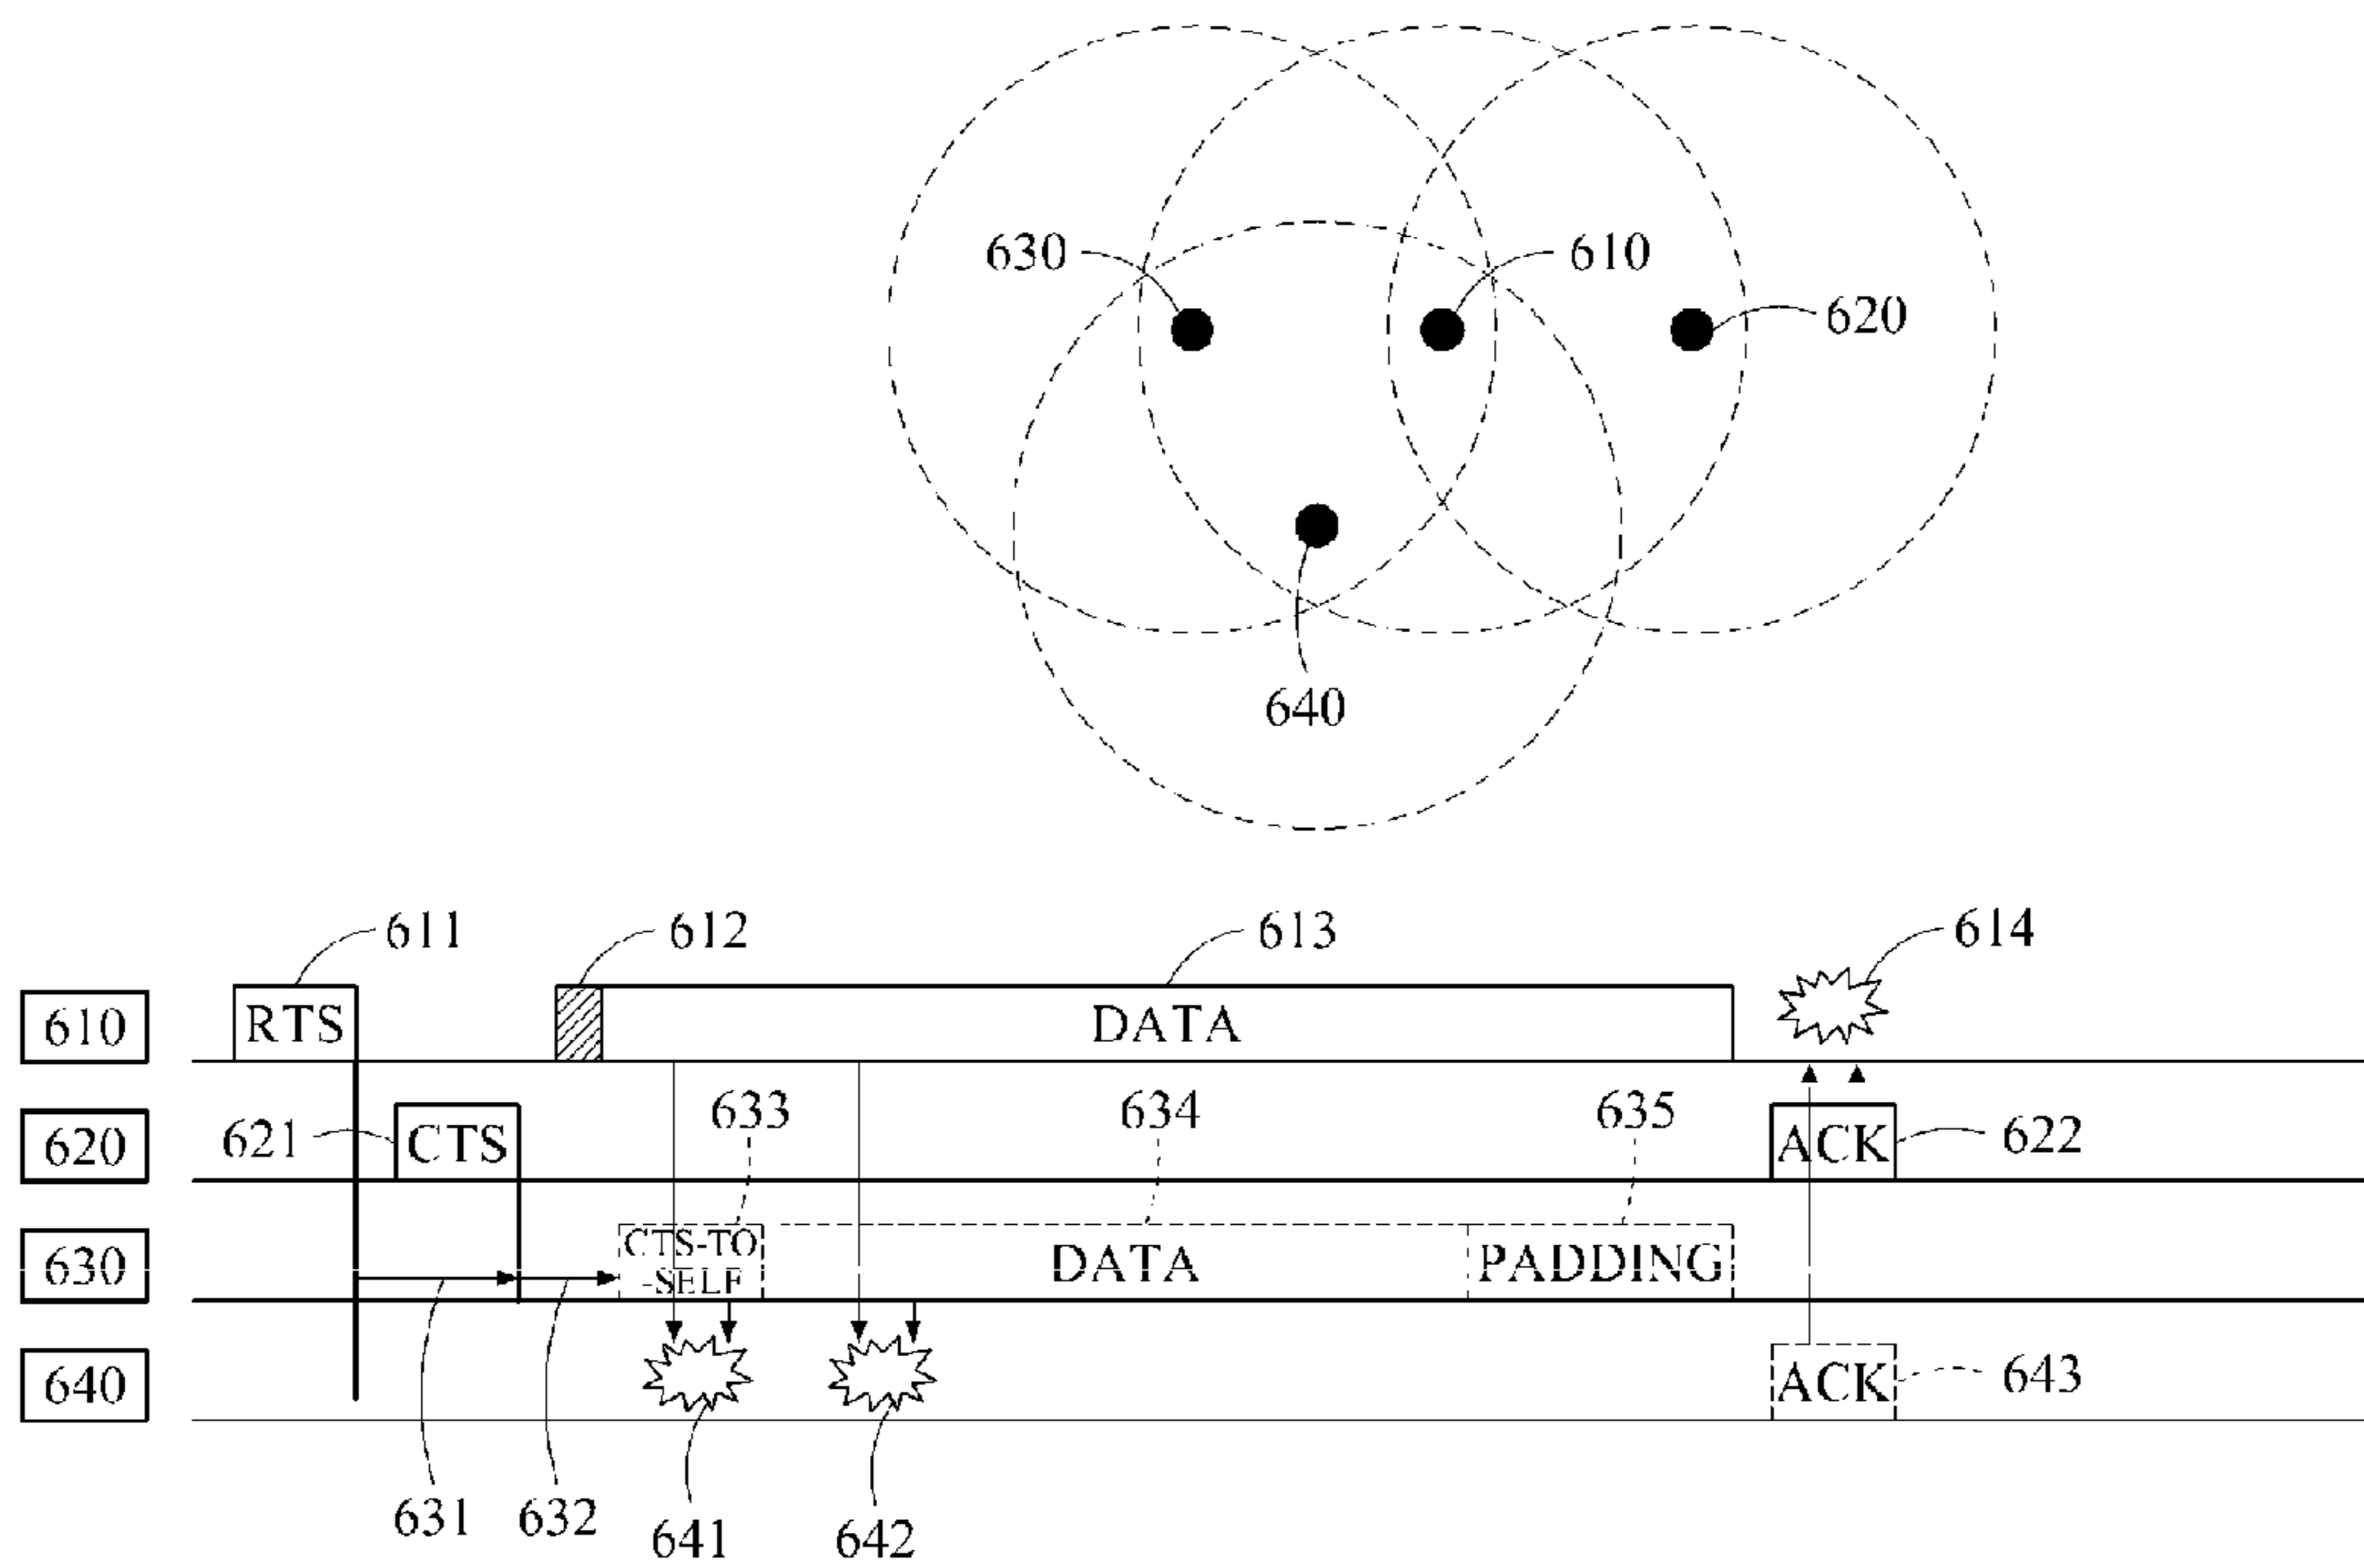 630
610
620
640
611
612
613
614
610
RTS
DATA
633
634
635
620
621
CTS
ACK
622
630
CTS-TO
-SELF
DATA
PADDING
640
ACK
643
631
632
641
642